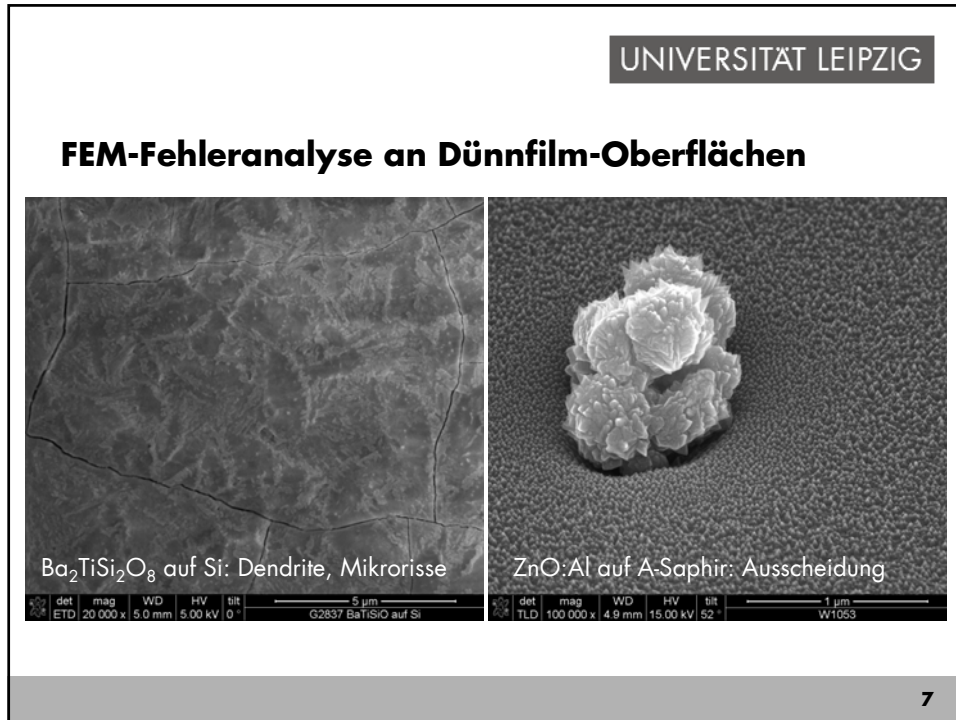 UNIVERSITÄT LEIPZIG
FEM-Fehleranalyse an Dünnfilm-Oberflächen
Ba₂TiSi₂O₈ auf Si: Dendrite, Mikrorisse
det mag WD HV tilt 5 µm
ETD 20 000 x 5.0 mm 5.00 kV 0 ° G2837 BaTiSiO auf Si
ZnO:Al auf A-Saphir: Ausscheidung
det mag WD HV tilt 1 µm
TLD 100 000 x 4.9 mm 15.00 kV 52 ° W1053
7